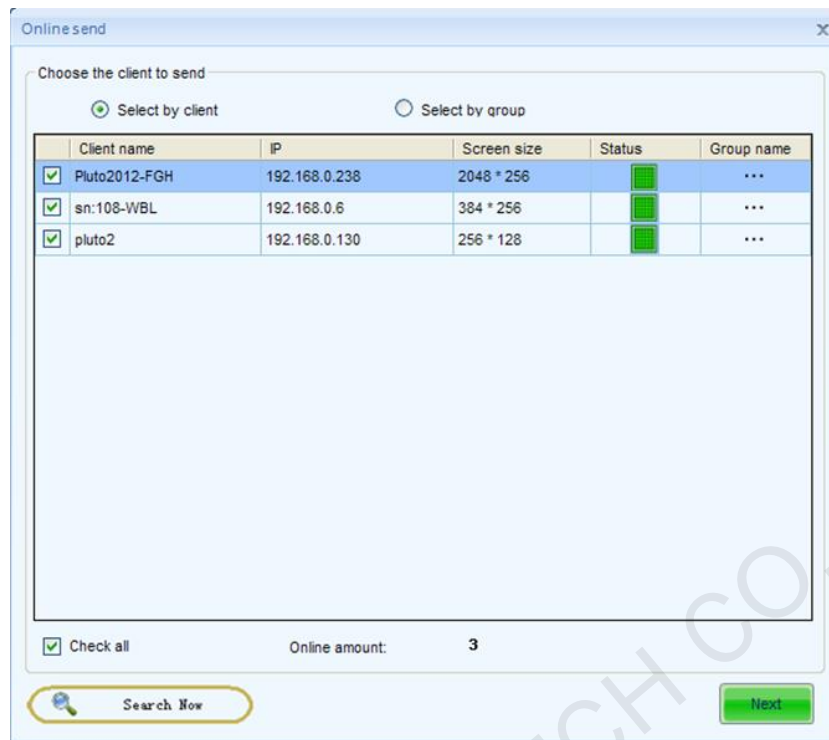 Online send
Choose the client to send
Select by client Select by group
Client name IP Screen size Status Group name
Pluto2012-FGH 192.168.0.238 2048 * 256 ...
sn:108-WBL 192.168.0.6 384 * 256 ...
pluto2 192.168.0.130 256 * 128 ...
Check all Online amount: 3
Search Now Next
TECH CO.